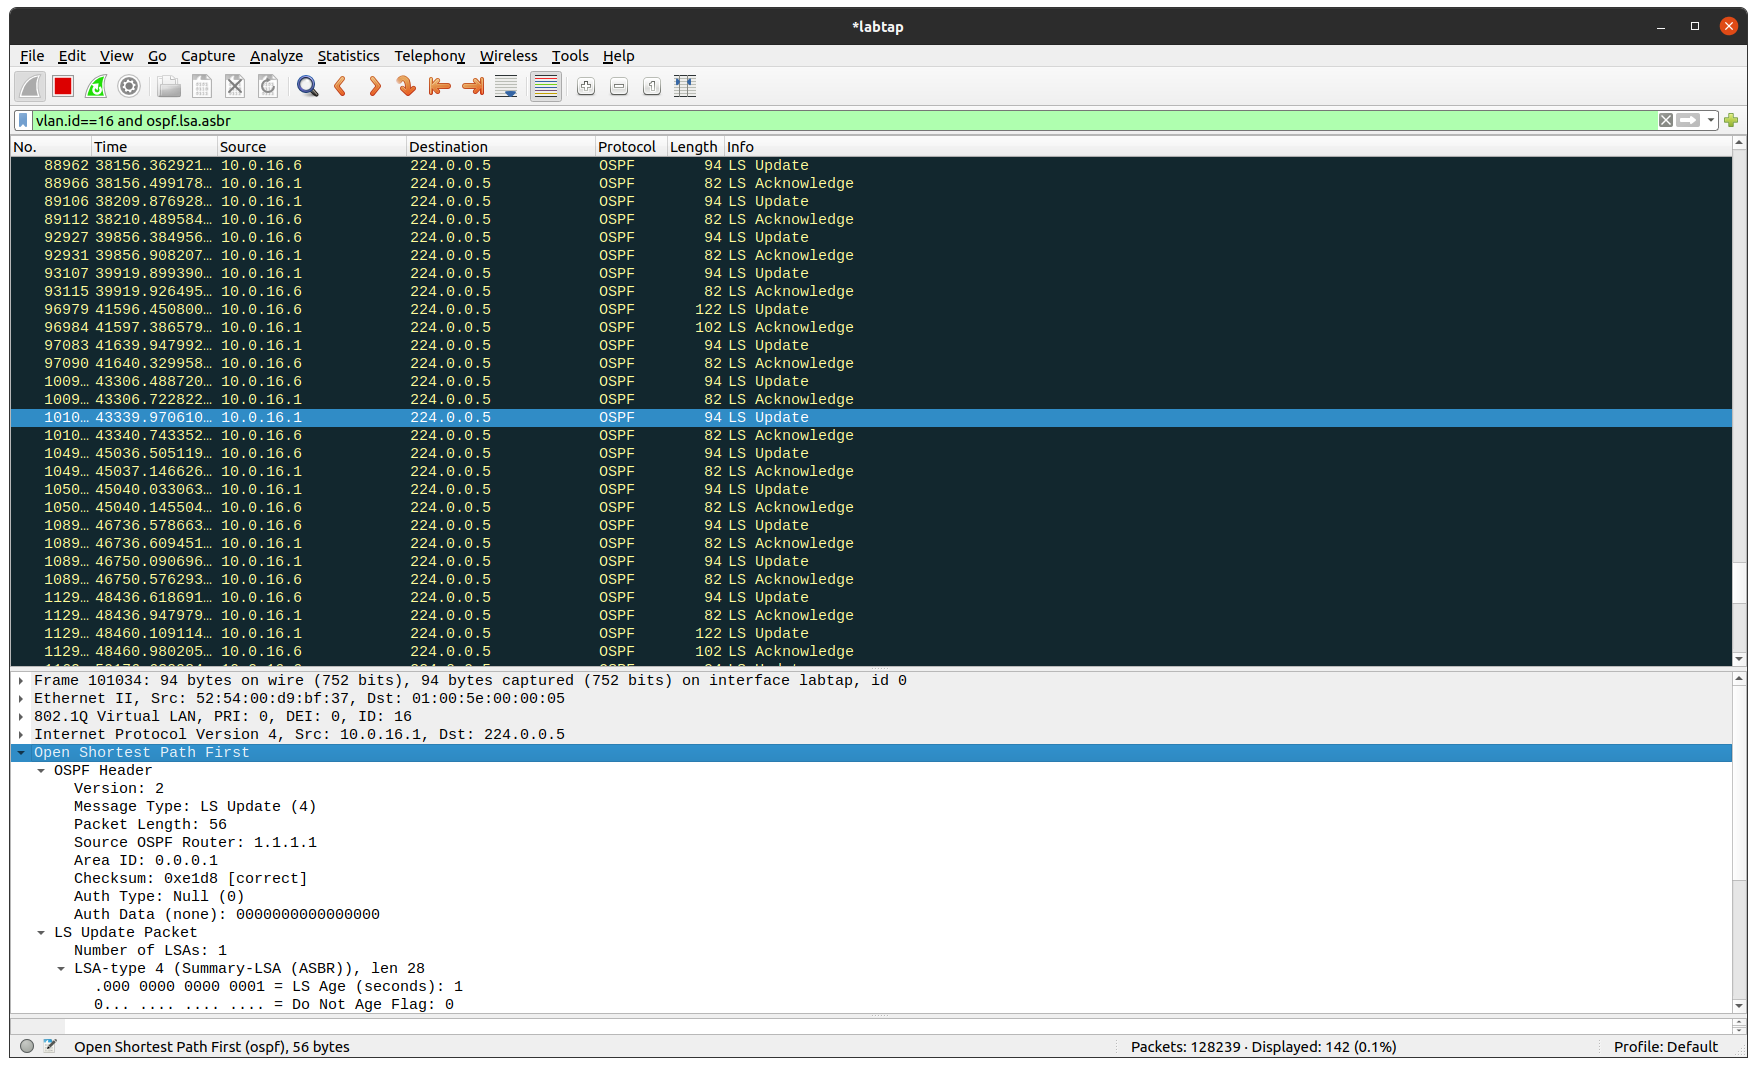 *labtap
File Edit View Go Capture Analyze Statistics Telephony Wireless Tools Help
vlan.id==16 and ospf.lsa.asbr
No. Time Source Destination Protocol Length Info
88962 38156.362921… 10.0.16.6 224.0.0.5 OSPF 94 LS Update
88966 38156.499178… 10.0.16.1 224.0.0.5 OSPF 82 LS Acknowledge
89106 38209.876928… 10.0.16.1 224.0.0.5 OSPF 94 LS Update
89112 38210.489584… 10.0.16.6 224.0.0.5 OSPF 82 LS Acknowledge
92927 39856.384956… 10.0.16.6 224.0.0.5 OSPF 94 LS Update
92931 39856.908207… 10.0.16.1 224.0.0.5 OSPF 82 LS Acknowledge
93107 39919.899390… 10.0.16.1 224.0.0.5 OSPF 94 LS Update
93115 39919.926495… 10.0.16.6 224.0.0.5 OSPF 82 LS Acknowledge
96979 41596.450800… 10.0.16.6 224.0.0.5 OSPF 122 LS Update
96984 41597.386579… 10.0.16.1 224.0.0.5 OSPF 102 LS Acknowledge
97083 41639.947992… 10.0.16.1 224.0.0.5 OSPF 94 LS Update
97090 41640.329958… 10.0.16.6 224.0.0.5 OSPF 82 LS Acknowledge
1009… 43306.488720… 10.0.16.6 224.0.0.5 OSPF 94 LS Update
1009… 43306.722822… 10.0.16.1 224.0.0.5 OSPF 82 LS Acknowledge
1010… 43339.970610… 10.0.16.1 224.0.0.5 OSPF 94 LS Update
1010… 43340.743352… 10.0.16.6 224.0.0.5 OSPF 82 LS Acknowledge
1049… 45036.505119… 10.0.16.6 224.0.0.5 OSPF 94 LS Update
1049… 45037.146626… 10.0.16.1 224.0.0.5 OSPF 82 LS Acknowledge
1050… 45040.033063… 10.0.16.1 224.0.0.5 OSPF 94 LS Update
1050… 45040.145504… 10.0.16.6 224.0.0.5 OSPF 82 LS Acknowledge
1089… 46736.578663… 10.0.16.6 224.0.0.5 OSPF 94 LS Update
1089… 46736.609451… 10.0.16.1 224.0.0.5 OSPF 82 LS Acknowledge
1089… 46750.090696… 10.0.16.1 224.0.0.5 OSPF 94 LS Update
1089… 46750.576293… 10.0.16.6 224.0.0.5 OSPF 82 LS Acknowledge
1129… 48436.618691… 10.0.16.6 224.0.0.5 OSPF 94 LS Update
1129… 48436.947979… 10.0.16.1 224.0.0.5 OSPF 82 LS Acknowledge
1129… 48460.109114… 10.0.16.1 224.0.0.5 OSPF 122 LS Update
1129… 48460.980205… 10.0.16.6 224.0.0.5 OSPF 102 LS Acknowledge
Frame 101034: 94 bytes on wire (752 bits), 94 bytes captured (752 bits) on interface labtap, id 0
Ethernet II, Src: 52:54:00:d9:bf:37, Dst: 01:00:5e:00:00:05
802.1Q Virtual LAN, PRI: 0, DEI: 0, ID: 16
Internet Protocol Version 4, Src: 10.0.16.1, Dst: 224.0.0.5
Open Shortest Path First
OSPF Header
Version: 2
Message Type: LS Update (4)
Packet Length: 56
Source OSPF Router: 1.1.1.1
Area ID: 0.0.0.1
Checksum: 0xe1d8 [correct]
Auth Type: Null (0)
Auth Data (none): 0000000000000000
LS Update Packet
Number of LSAs: 1
LSA-type 4 (Summary-LSA (ASBR)), len 28
.000 0000 0000 0001 = LS Age (seconds): 1
0... .... .... .... = Do Not Age Flag: 0
Open Shortest Path First (ospf), 56 bytes Packets: 128239 · Displayed: 142 (0.1%) Profile: Default